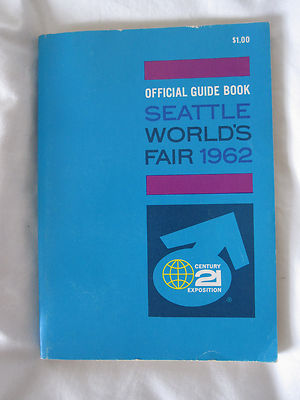 $1.00
OFFICIAL GUIDE BOOK
SEATTLE
WORLD'S
FAIR 1962
CENTURY
21
EXPOSITION
®